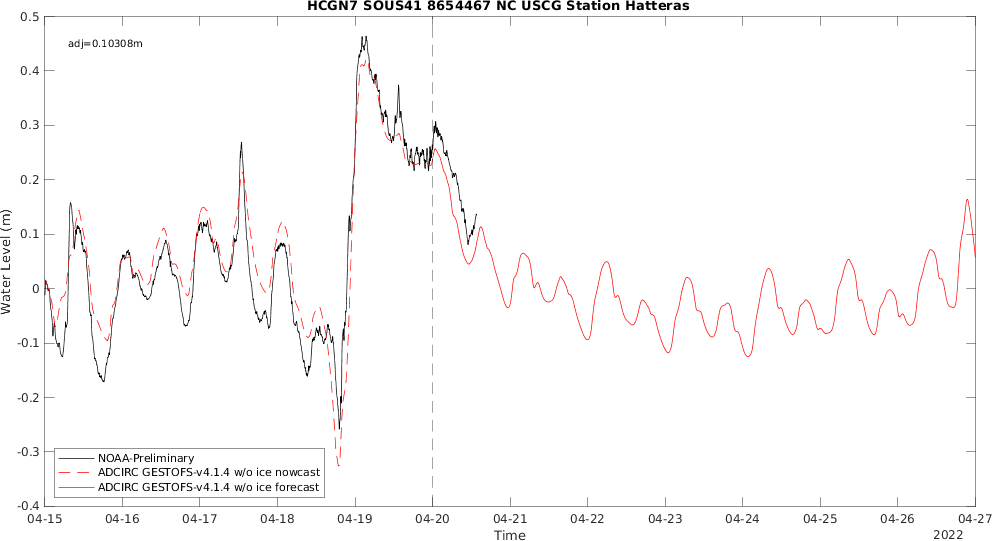 HCGN7 SOUS41 8654467 NC USCG Station Hatteras
adj=0.10308m
0.5
0.4
0.3
0.2
0.1
0
-0.1
-0.2
-0.3
-0.4
Water Level (m)
NOAA-Preliminary
ADCIRC GESTOFS-v4.1.4 w/o ice nowcast
ADCIRC GESTOFS-v4.1.4 w/o ice forecast
04-15 04-16 04-17 04-18 04-19 04-20 04-21 04-22 04-23 04-24 04-25 04-26 04-27
Time
2022